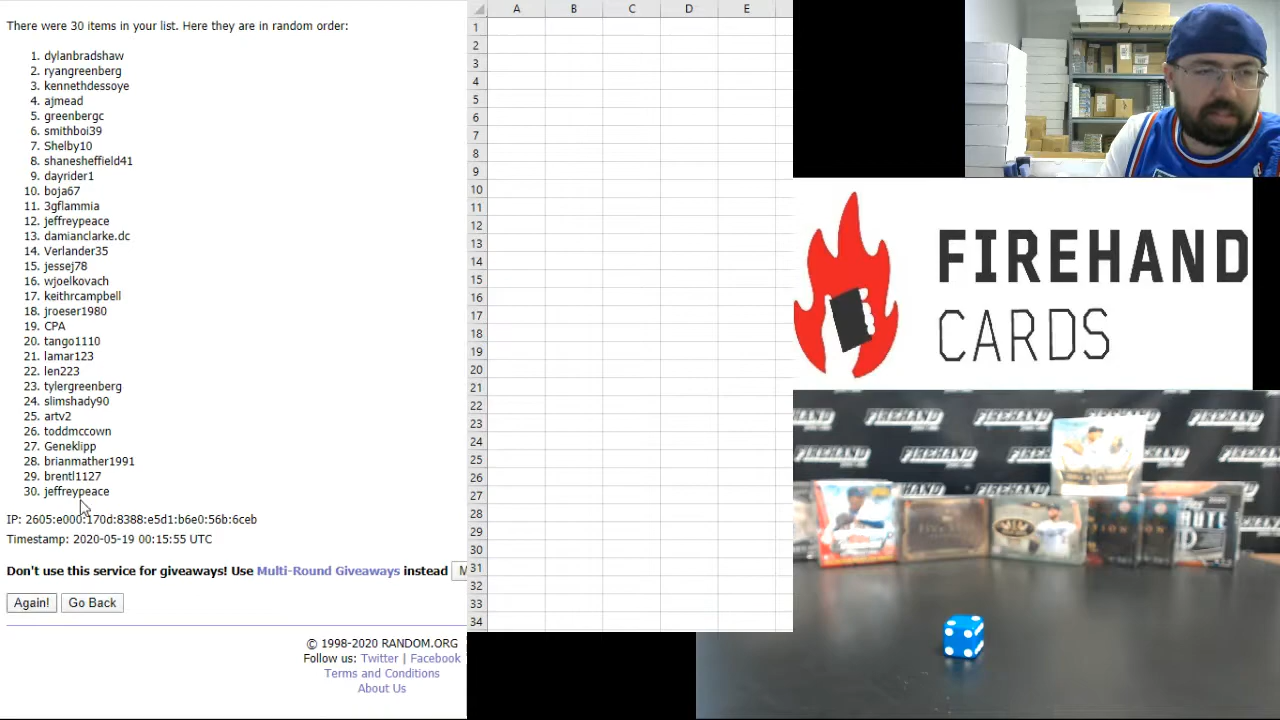 There were 30 items in your list. Here they are in random order:
1. dylanbradshaw
2. ryangreenberg
3. kennethdessoye
4. ajmead
5. greenbergc
6. smithboi39
7. Shelby10
8. shanesheffield41
9. dayrider1
10. boja67
11. 3gflammia
12. jeffreypeace
13. damianclarke.dc
14. Verlander35
15. jessej78
16. wjoelkovach
17. keithrcampbell
18. jroeser1980
19. CPA
20. tango1110
21. lamar123
22. len223
23. tylergreenberg
24. slimshady90
25. artv2
26. toddmccown
27. Geneklipp
28. brianmather1991
29. brentl1127
30. jeffreypeace
IP: 2605:e000:170d:8388:e5d1:b6e0:56b:6ceb
Timestamp: 2020-05-19 00:15:55 UTC
Don't use this service for giveaways! Use Multi-Round Giveaways instead
Again! Go Back
© 1998-2020 RANDOM.ORG
Follow us: Twitter | Facebook
Terms and Conditions
About Us
A B C D E
1
2
3
4
5
6
7
8
9
10
11
12
13
14
15
16
17
18
19
20
21
22
23
24
25
26
27
28
29
30
31
32
33
34
FIREHAND
CARDS
FIREHAND
FIREHAND
FIREHAND